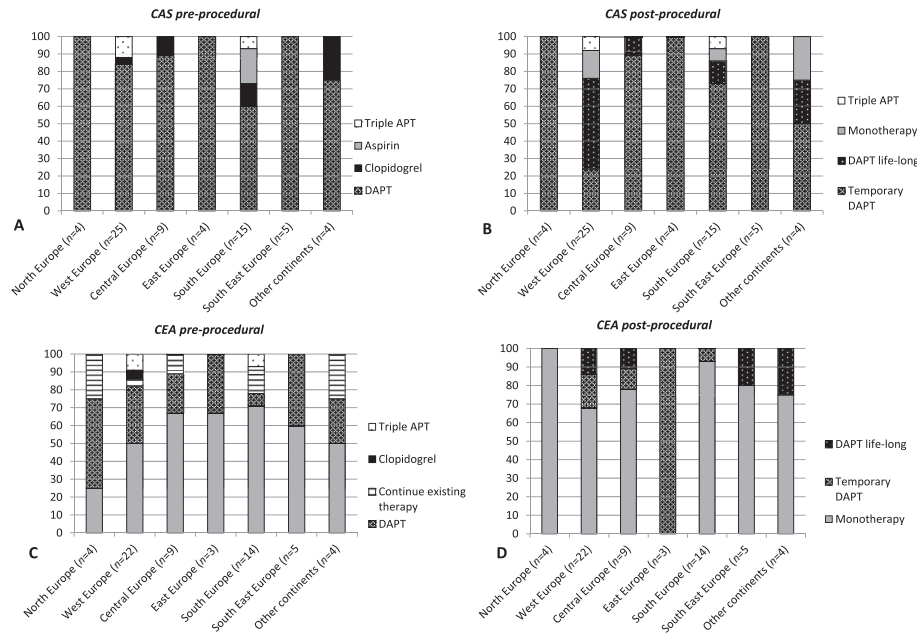 CAS pre-procedural
100
90
80
70
60
50
40
30
20
10
0
Triple APT
Aspirin
Clopidogrel
DAPT
A
North Europe (n=4)
West Europe (n=25)
Central Europe (n=9)
East Europe (n=4)
South Europe (n=15)
South East Europe (n=5)
Other continents (n=4)
CAS post-procedural
100
90
80
70
60
50
40
30
20
10
0
Triple APT
Monotherapy
DAPT life-long
Temporary
DAPT
B
North Europe (n=4)
West Europe (n=25)
Central Europe (n=9)
East Europe (n=4)
South Europe (n=15)
South East Europe (n=5)
Other continents (n=4)
CEA pre-procedural
100
90
80
70
60
50
40
30
20
10
0
Triple APT
Clopidogrel
Continue existing
therapy
DAPT
C
North Europe (n=4)
West Europe (n=22)
Central Europe (n=9)
East Europe (n=3)
South Europe (n=14)
South East Europe (n=5)
Other continents (n=4)
CEA post-procedural
100
90
80
70
60
50
40
30
20
10
0
DAPT life-long
Temporary
DAPT
Monotherapy
D
North Europe (n=4)
West Europe (n=22)
Central Europe (n=9)
East Europe (n=3)
South Europe (n=14)
South East Europe (n=5)
Other continents (n=4)